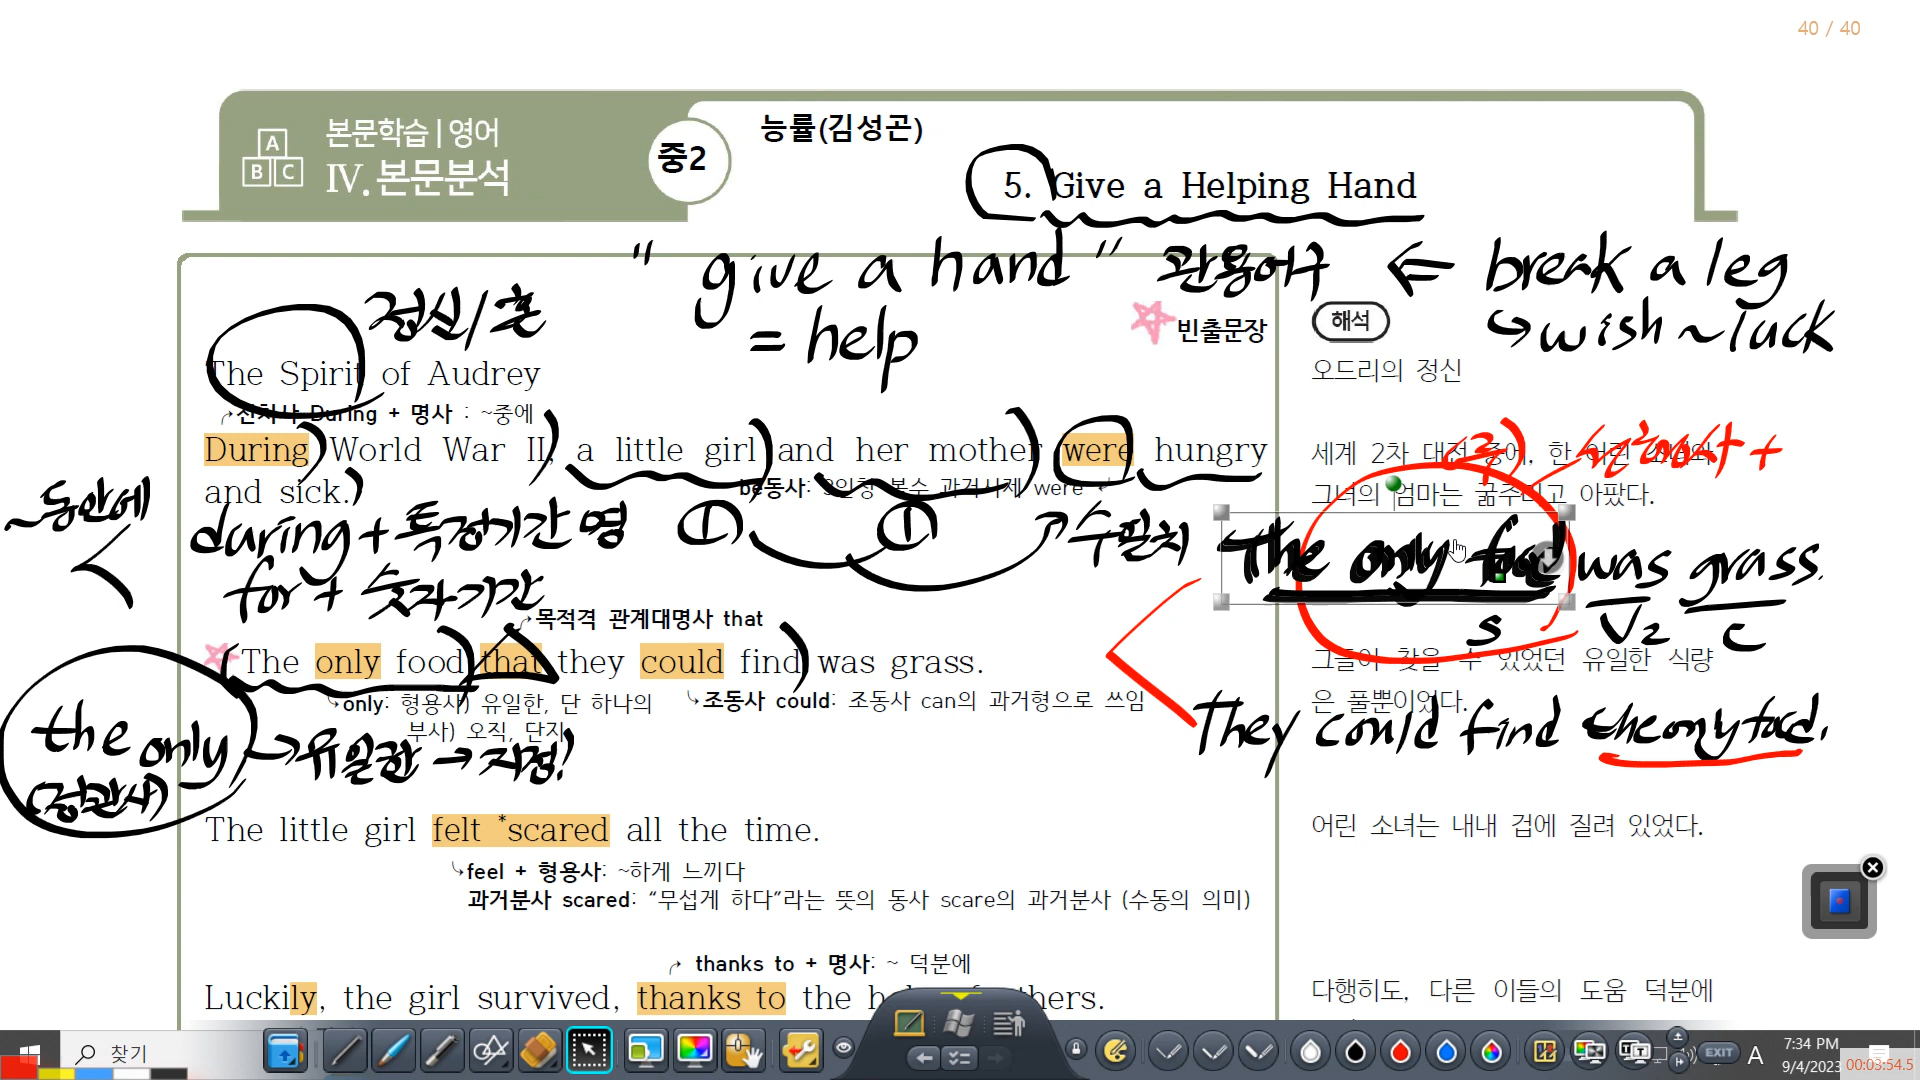 40 / 40
본문학습 | 영어
능률(김성곤)
A
B C
Ⅳ. 본문분석
중2
5. Give a Helping Hand
" give a hand " 관용어구 ⇐ break a leg
= help
↪ wish ~ luck
정신/혼
빈출문장
해석
The Spirit of Audrey
오드리의 정신
전치사 During + 명사 : ~중에
During World War II, a little girl and her mother were hungry
세계 2차 대전 중에, 한 어린 소녀와
be동사: 3인칭 복수 과거시제 were
and sick.
그녀의 엄마는 굶주리고 아팠다.
~동안에
during + 특정기간 명
for + 숫자기간
① ① 수일치
The only food was grass.
S V2 C
목적격 관계대명사 that
The only food that they could find was grass.
그들이 찾을 수 있었던 유일한 식량
은 풀뿐이었다.
only: 형용사) 유일한, 단 하나의
부사) 오직, 단지
조동사 could: 조동사 can의 과거형으로 쓰임
They could find the only food.
the only → 유일한 → 지정!
(정관사)
The little girl felt *scared all the time.
어린 소녀는 내내 겁에 질려 있었다.
feel + 형용사: ~하게 느끼다
과거분사 scared: “무섭게 하다”라는 뜻의 동사 scare의 과거분사 (수동의 의미)
thanks to + 명사: ~ 덕분에
Luckily, the girl survived, thanks to the
다행히도, 다른 이들의 도움 덕분에
찾기
EXIT
A
7:34 PM
9/4/2023
00:03:54.5